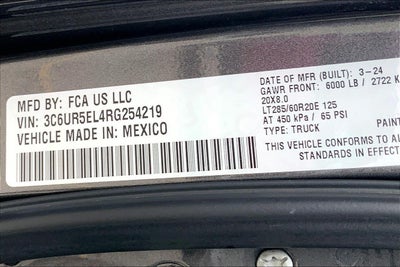 MFD BY: FCA US LLC
VIN: 3C6UR5EL4RG254219
VEHICLE MADE IN: MEXICO
DATE OF MFR (BUILT): 3-24
GAWR FRONT: 6000 LB / 2722 
20X8.0
LT285/60R20E 125
AT 450 kPa / 65 PSI
TYPE: TRUCK PAINT
THIS VEHICLE CONFORMS
STANDARDS IN EFFECT